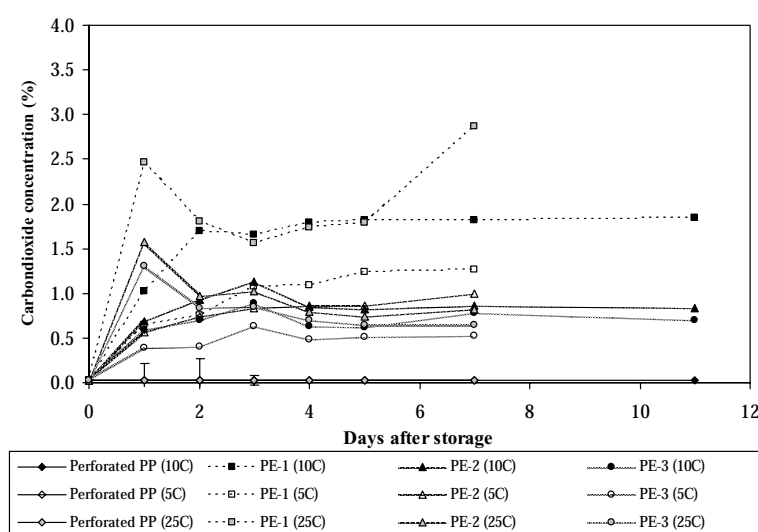 4.0
3.5
3.0
2.5
2.0
1.5
1.0
0.5
0.0
Carbondioxide concentration (%)
0 2 4 6 8 10 12
Days after storage
Perforated PP (10C) PE-1 (10C) PE-2 (10C) PE-3 (10C)
Perforated PP (5C) PE-1 (5C) PE-2 (5C) PE-3 (5C)
Perforated PP (25C) PE-1 (25C) PE-2 (25C) PE-3 (25C)